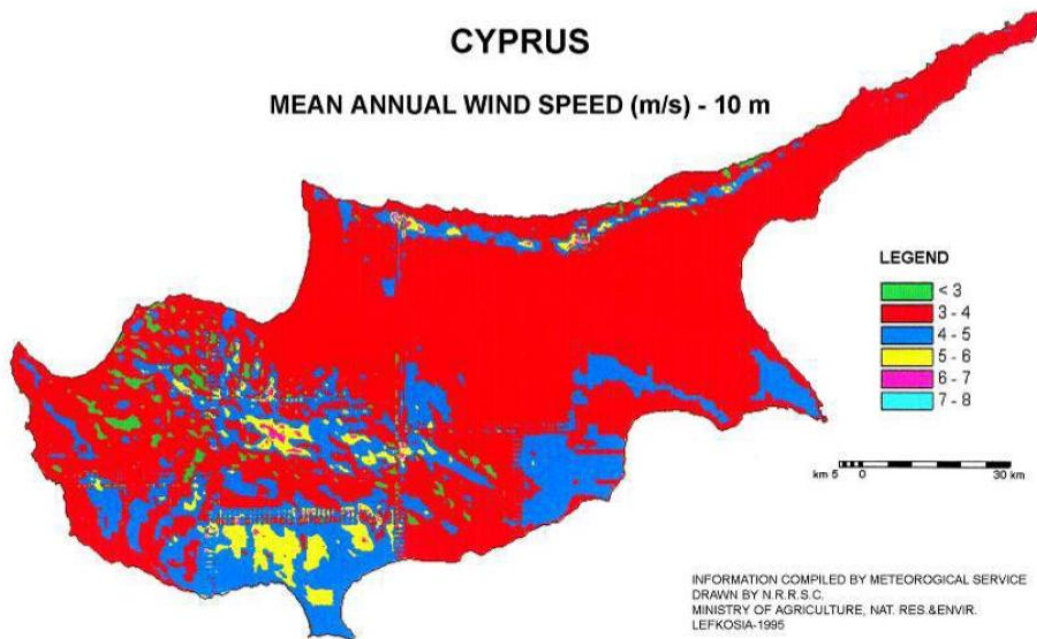 CYPRUS
MEAN ANNUAL WIND SPEED (m/s) - 10 m
LEGEND
< 3
3 - 4
4 - 5
5 - 6
6 - 7
7 - 8
km 5 0 30 km
INFORMATION COMPILED BY METEOROGICAL SERVICE
DRAWN BY N.R.R.S.C.
MINISTRY OF AGRICULTURE, NAT. RES.&ENVIR.
LEFKOSIA-1995